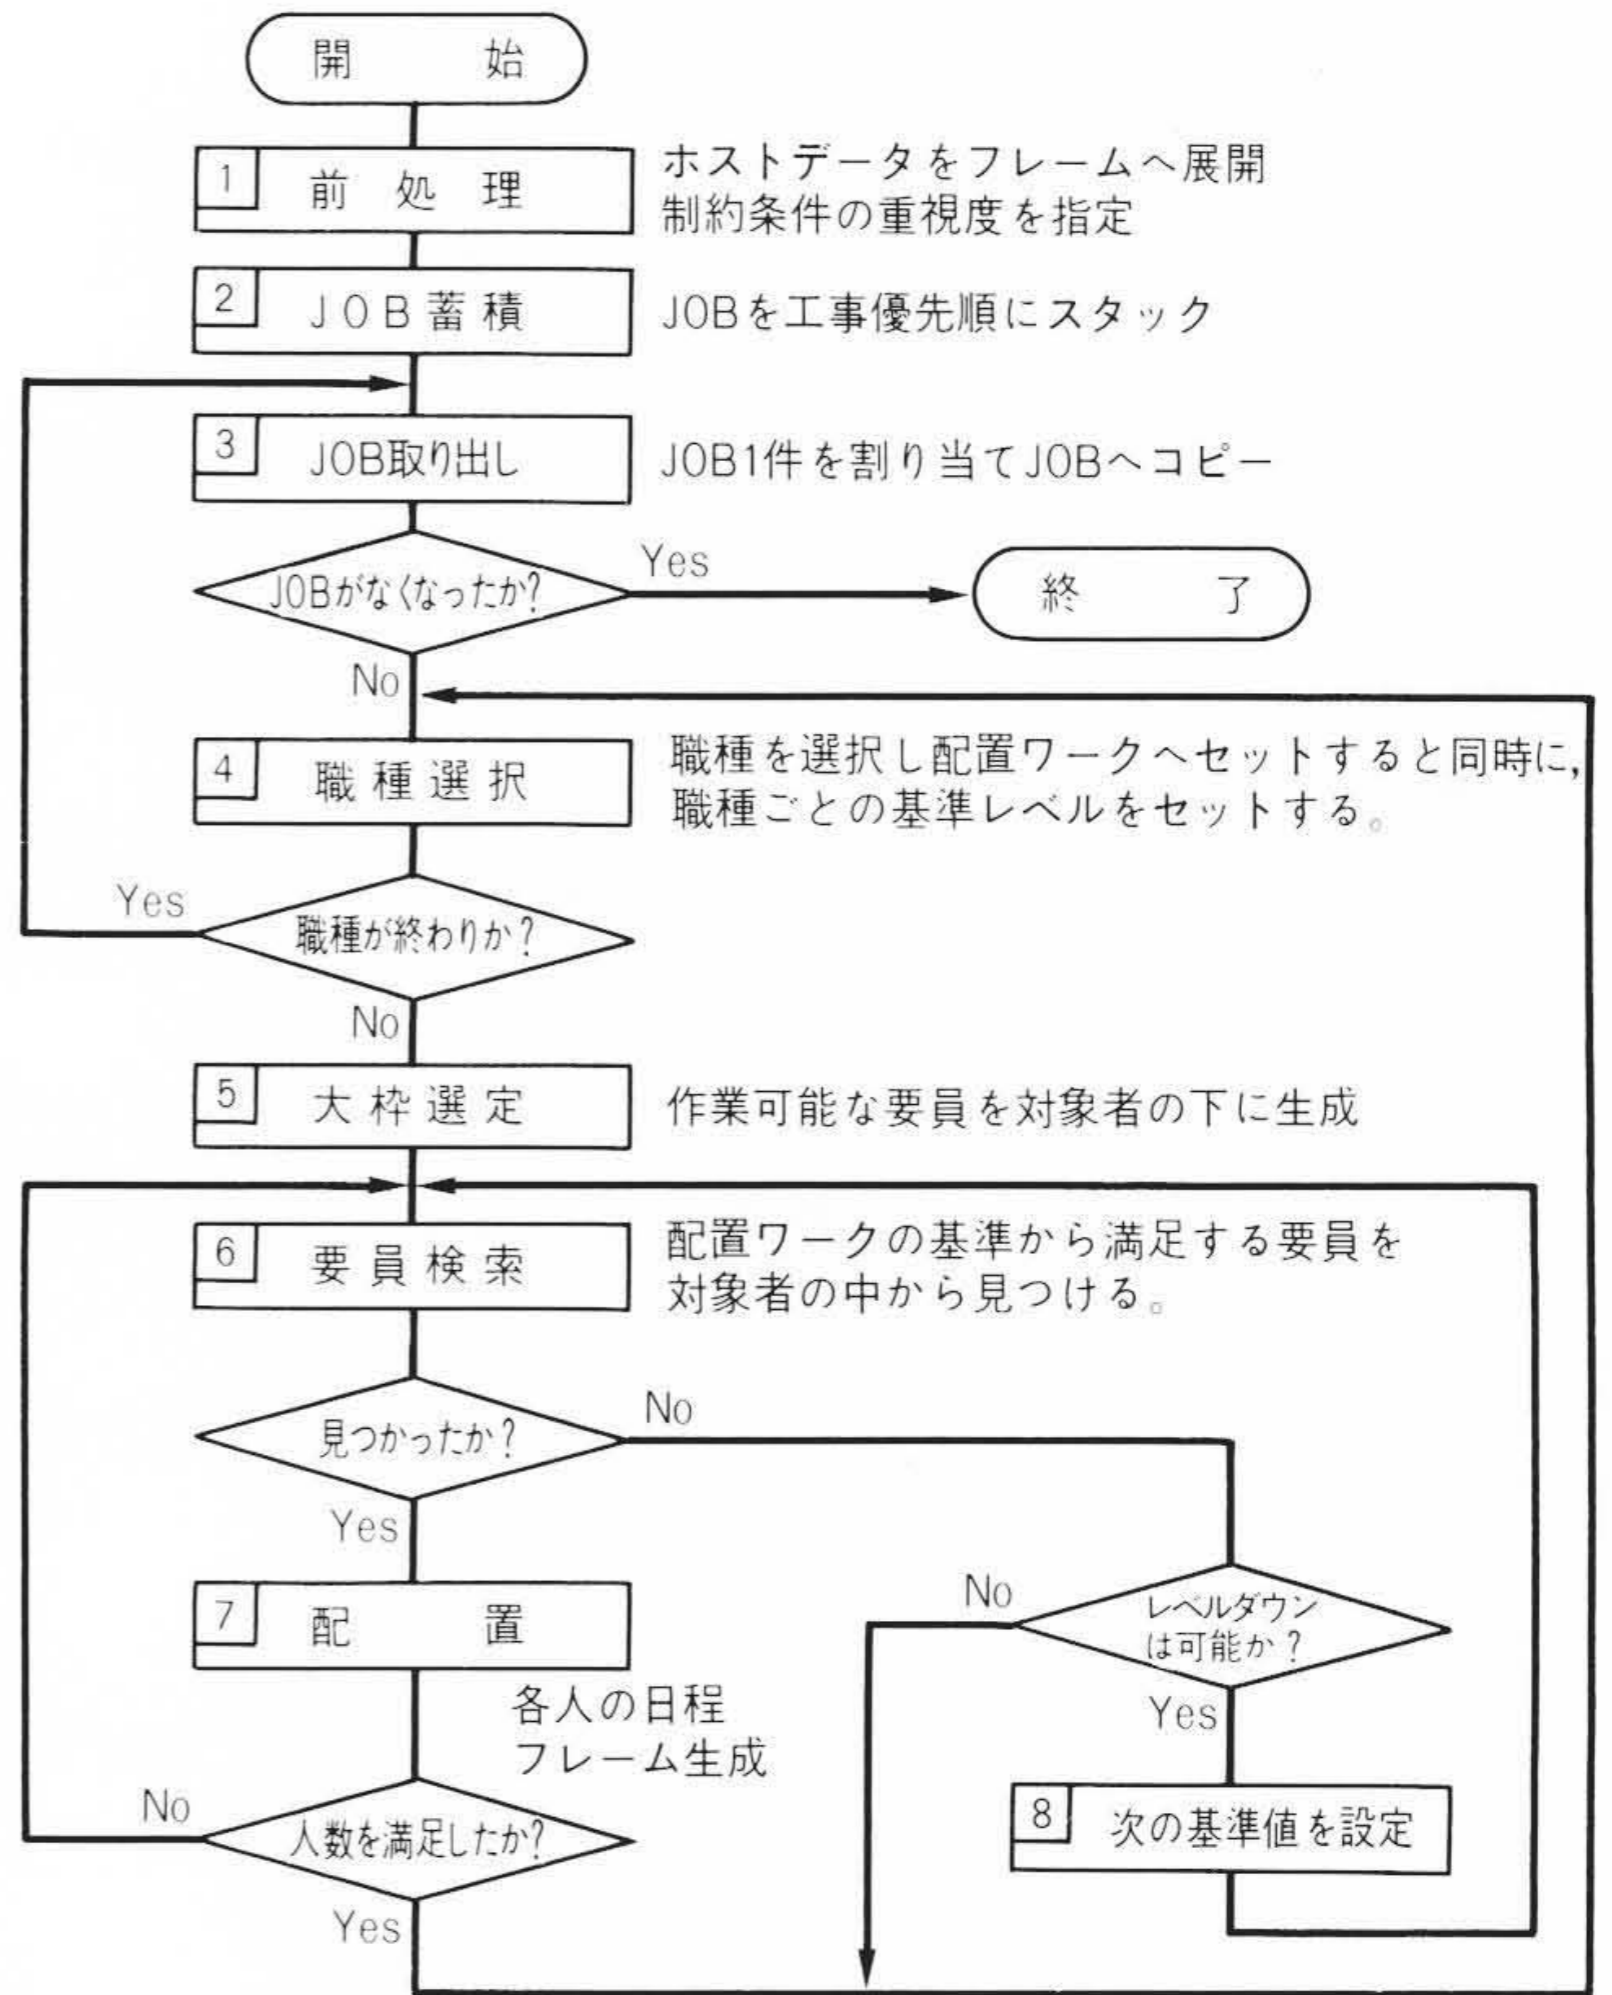 開　始
1 前処理
ホストデータをフレームへ展開
制約条件の重視度を指定
2 JOB蓄積
JOBを工事優先順にスタック
3 JOB取り出し
JOB1件を割り当てJOBへコピー
JOBがなくなったか?
Yes
終　了
No
4 職種選択
職種を選択し配置ワークへセットすると同時に,
職種ごとの基準レベルをセットする。
Yes
職種が終わりか?
No
5 大枠選定
作業可能な要員を対象者の下に生成
6 要員検索
配置ワークの基準から満足する要員を
対象者の中から見つける。
見つかったか?
No
Yes
7 配　置
各人の日程
フレーム生成
No
レベルダウン
は可能か?
Yes
8 次の基準値を設定
No
人数を満足したか?
Yes